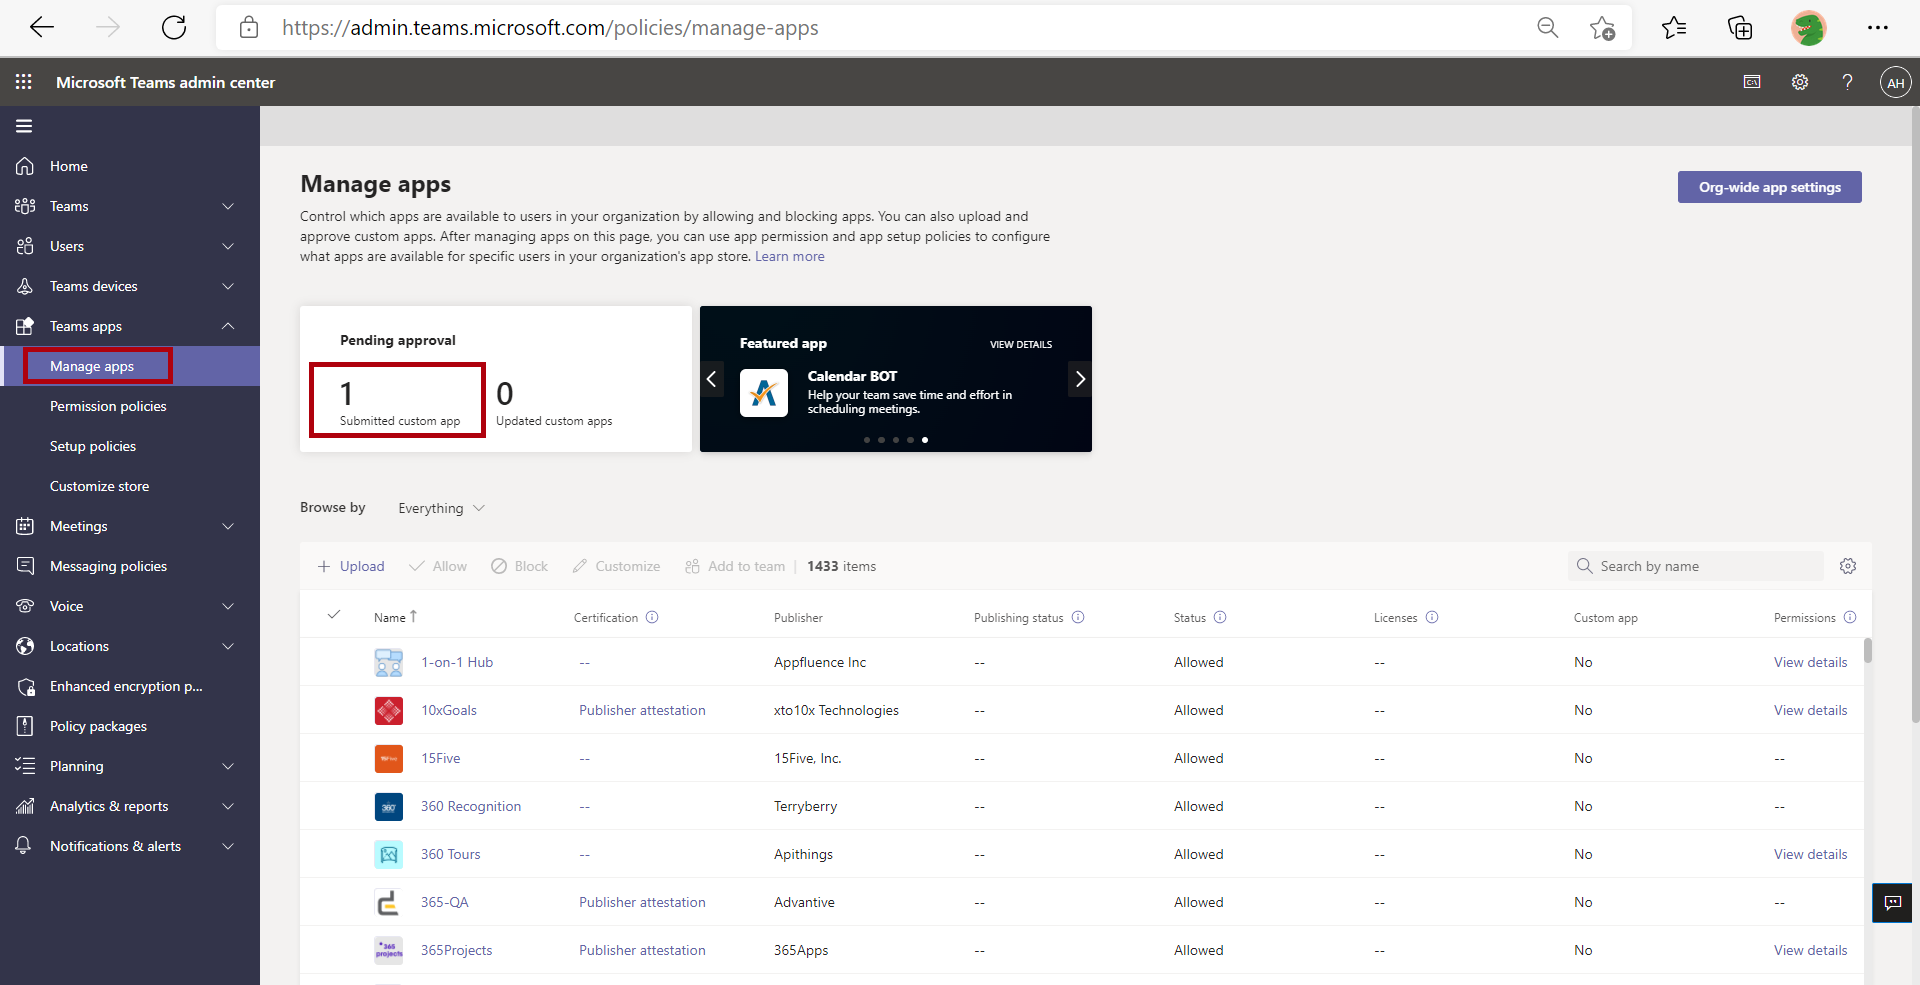 https://admin.teams.microsoft.com/policies/manage-apps
Microsoft Teams admin center
AH
Home
Teams
Users
Teams devices
Teams apps
Manage apps
Permission policies
Setup policies
Customize store
Meetings
Messaging policies
Voice
Locations
Enhanced encryption p...
Policy packages
Planning
Analytics & reports
Notifications & alerts
Manage apps
Org-wide app settings
Control which apps are available to users in your organization by allowing and blocking apps. You can also upload and
approve custom apps. After managing apps on this page, you can use app permission and app setup policies to configure
what apps are available for specific users in your organization's app store. Learn more
Pending approval
1
Submitted custom app
0
Updated custom apps
Featured app
VIEW DETAILS
Calendar BOT
Help your team save time and effort in
scheduling meetings.
Browse by Everything
Upload Allow Block Customize Add to team | 1433 items Search by name
Name Certification Publisher Publishing status Status Licenses Custom app Permissions
1-on-1 Hub -- Appfluence Inc -- Allowed -- No View details
10xGoals Publisher attestation xto10x Technologies -- Allowed -- No View details
15Five -- 15Five, Inc. -- Allowed -- No --
360 Recognition -- Terryberry -- Allowed -- No --
360 Tours -- Apithings -- Allowed -- No View details
365-QA Publisher attestation Advantive -- Allowed -- No --
365 projects
365Projects Publisher attestation 365Apps -- Allowed -- No View details